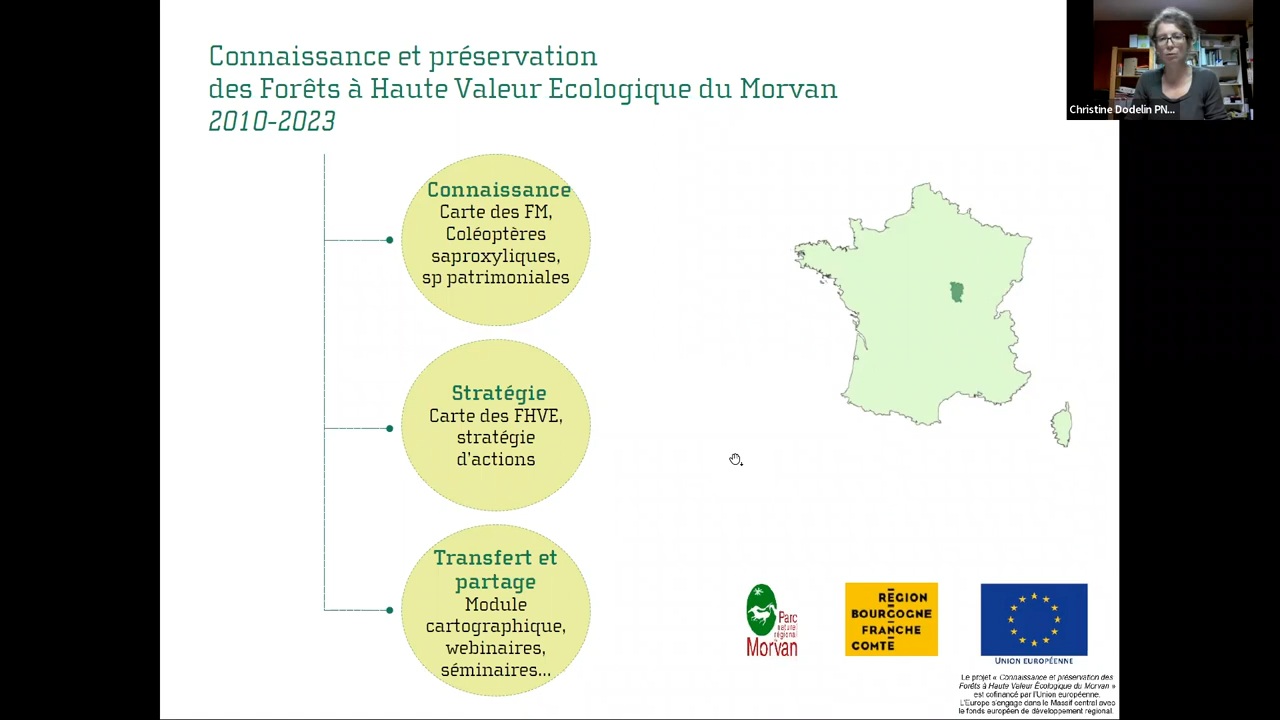 Connaissance et préservation
des Forêts à Haute Valeur Ecologique du Morvan
2010-2023
Christine Dodelin PN...
Connaissance
Carte des FM,
Coléoptères
saproxyliques,
sp patrimoniales
Stratégie
Carte des FHVE,
stratégie
d'actions
Transfert et
partage
Module
cartographique,
webinaires,
séminaires...
Parc
naturel
régional
du
Morvan
RÉGION
BOURGOGNE
FRANCHE
COMTÉ
UNION EUROPÉENNE
Le projet « Connaissance et préservation des
Forêts à Haute Valeur Écologique du Morvan »
est cofinancé par l'Union européenne.
L'Europe s'engage dans le Massif central avec
le fonds européen de développement regional.